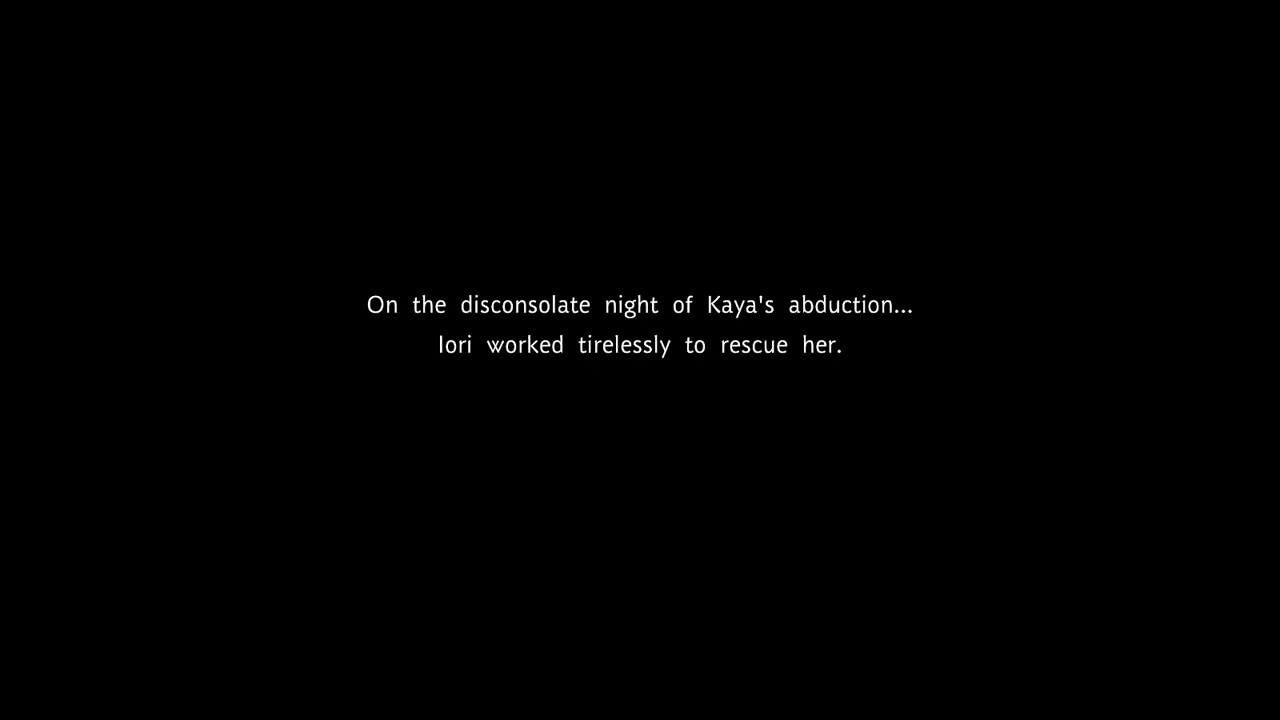 On the disconsolate night of Kaya's abduction...
Iori worked tirelessly to rescue her.